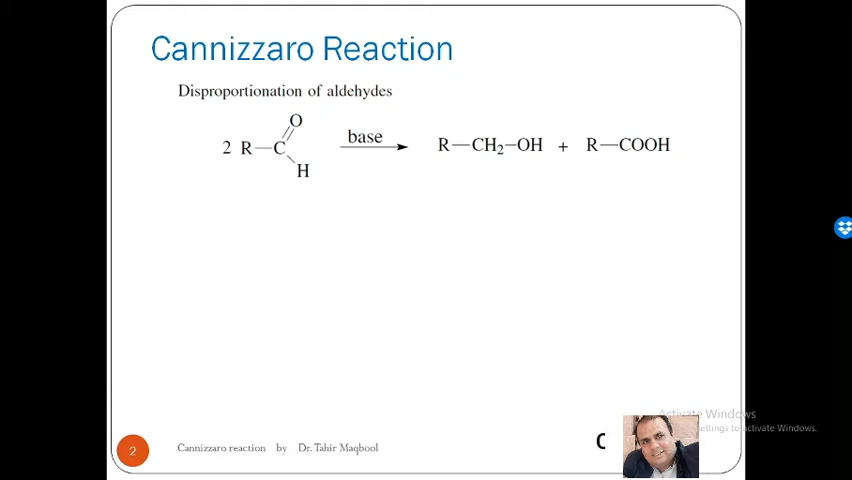 Cannizzaro Reaction
Disproportionation of aldehydes
2 R—C O H base R—CH₂—OH + R—COOH
2 Cannizzaro reaction by Dr. Tahir Maqbool
Activate Windows
settings to activate Windows.